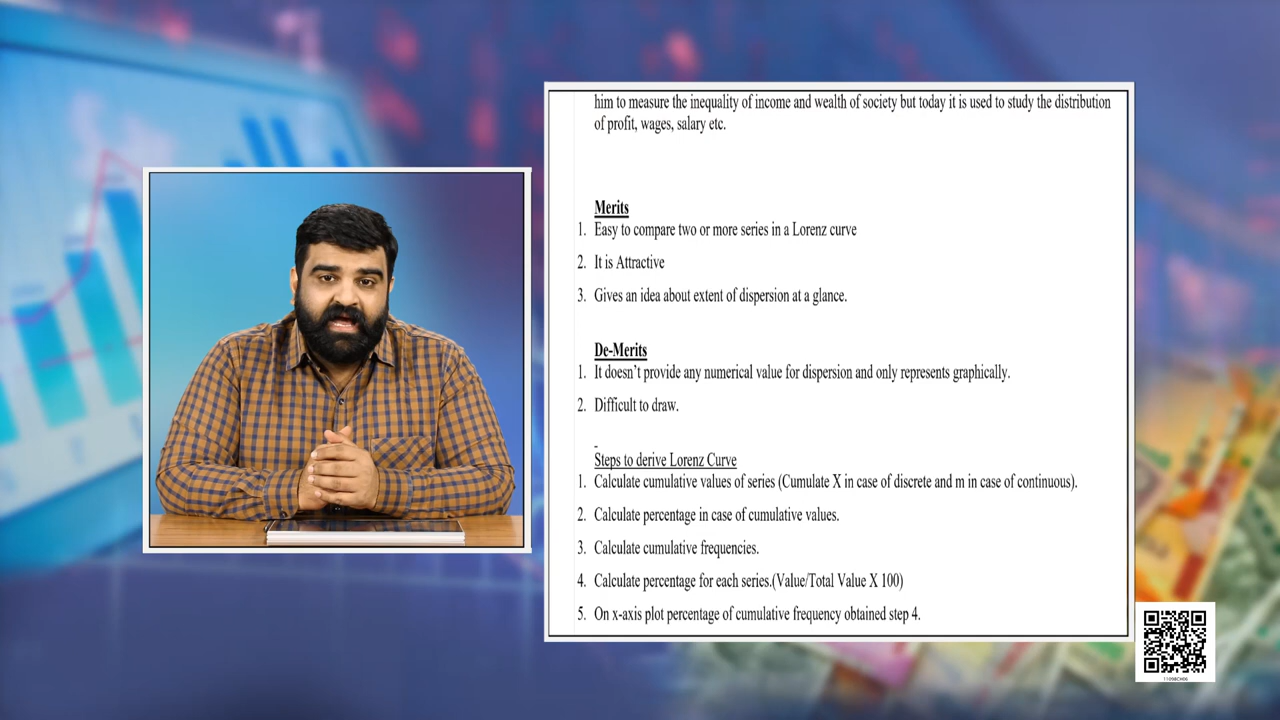 him to measure the inequality of income and wealth of society but today it is used to study the distribution
of profit, wages, salary etc.
Merits
1. Easy to compare two or more series in a Lorenz curve
2. It is Attractive
3. Gives an idea about extent of dispersion at a glance.
De-Merits
1. It doesn't provide any numerical value for dispersion and only represents graphically.
2. Difficult to draw.
Steps to derive Lorenz Curve
1. Calculate cumulative values of series (Cumulate X in case of discrete and m in case of continuous).
2. Calculate percentage in case of cumulative values.
3. Calculate cumulative frequencies.
4. Calculate percentage for each series.(Value/Total Value X 100)
5. On x-axis plot percentage of cumulative frequency obtained step 4.